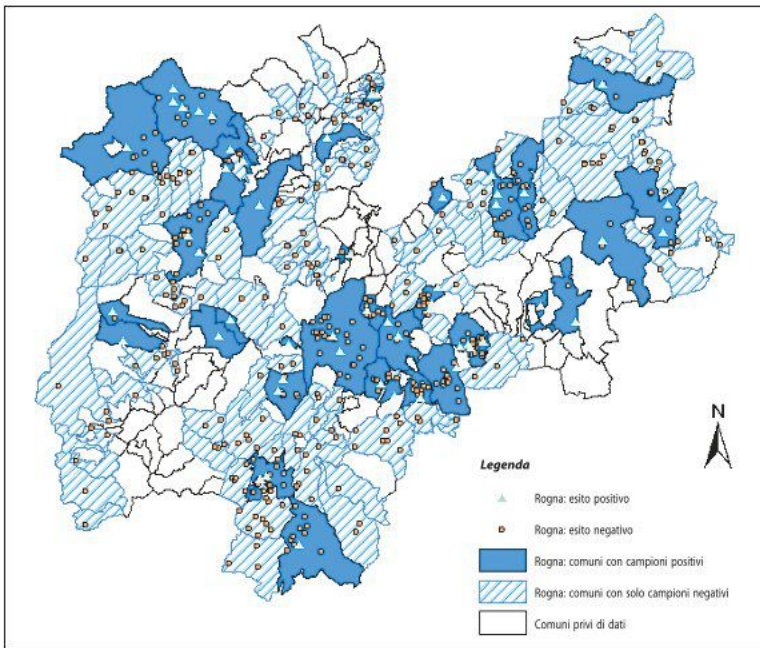 N
Legenda
Rogna: esito positivo
Rogna: esito negativo
Rogna: comuni con campioni positivi
Rogna: comuni con solo campioni negativi
Comuni privi di dati